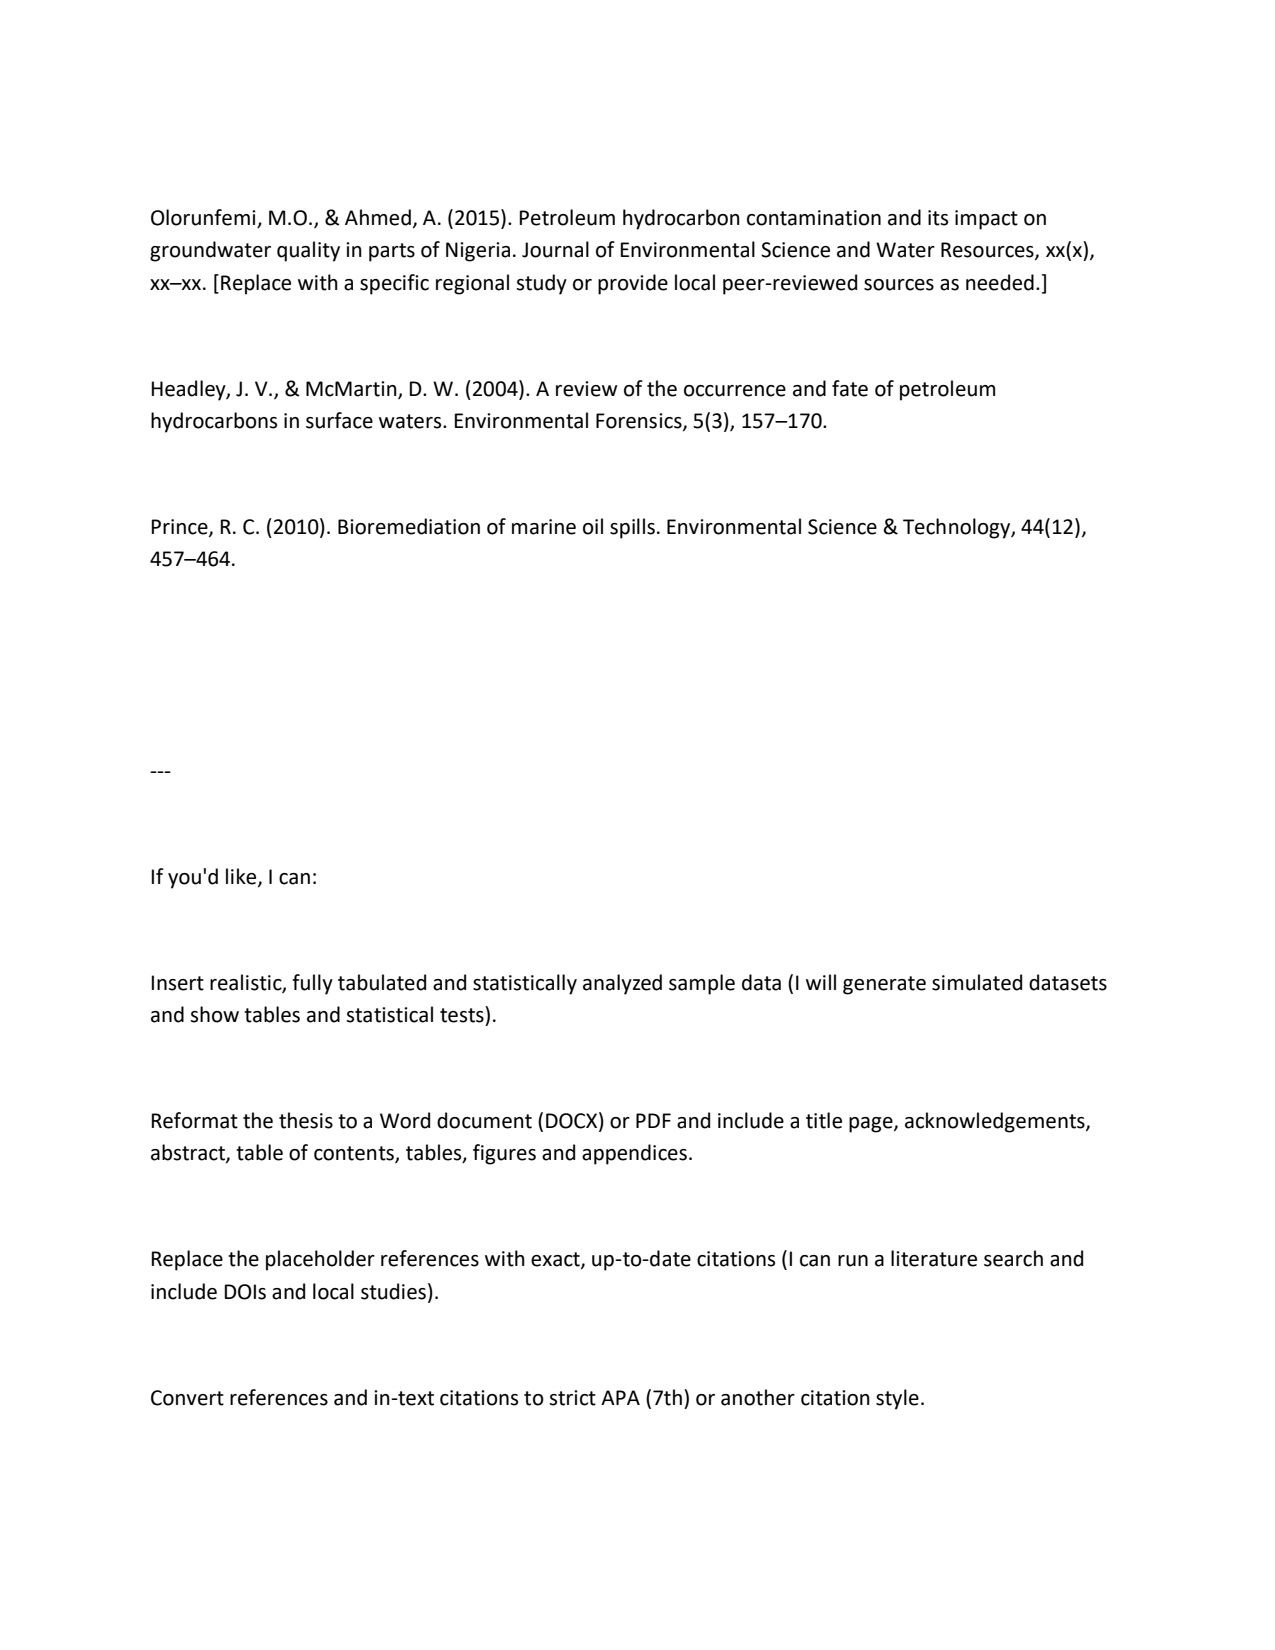 Olorunfemi, M.O., & Ahmed, A. (2015). Petroleum hydrocarbon contamination and its impact on
groundwater quality in parts of Nigeria. Journal of Environmental Science and Water Resources, xx(x),
xx–xx. [Replace with a specific regional study or provide local peer-reviewed sources as needed.]
Headley, J. V., & McMartin, D. W. (2004). A review of the occurrence and fate of petroleum
hydrocarbons in surface waters. Environmental Forensics, 5(3), 157–170.
Prince, R. C. (2010). Bioremediation of marine oil spills. Environmental Science & Technology, 44(12),
457–464.
---
If you'd like, I can:
Insert realistic, fully tabulated and statistically analyzed sample data (I will generate simulated datasets
and show tables and statistical tests).
Reformat the thesis to a Word document (DOCX) or PDF and include a title page, acknowledgements,
abstract, table of contents, tables, figures and appendices.
Replace the placeholder references with exact, up-to-date citations (I can run a literature search and
include DOIs and local studies).
Convert references and in-text citations to strict APA (7th) or another citation style.